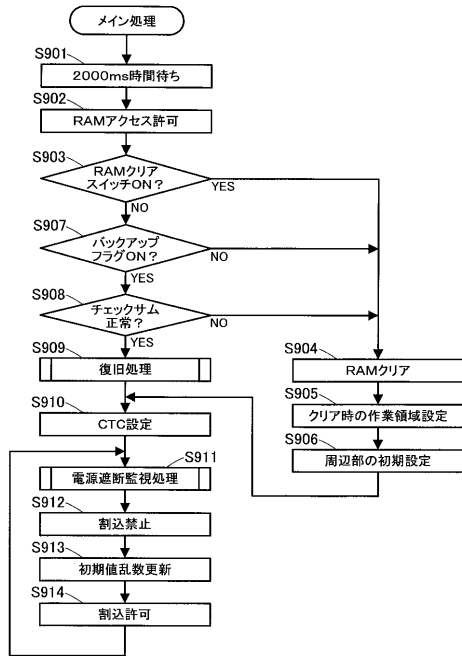 メイン処理
S901
2000ms時間待ち
S902
RAMアクセス許可
S903
RAMクリア
スイッチON?
YES
NO
S907
バックアップ
フラグON?
NO
YES
S908
チェックサム
正常?
NO
YES
S909
復旧処理
S904
RAMクリア
S905
クリア時の作業領域設定
S906
周辺部の初期設定
S910
CTC設定
S911
電源遮断監視処理
S912
割込禁止
S913
初期値乱数更新
S914
割込許可